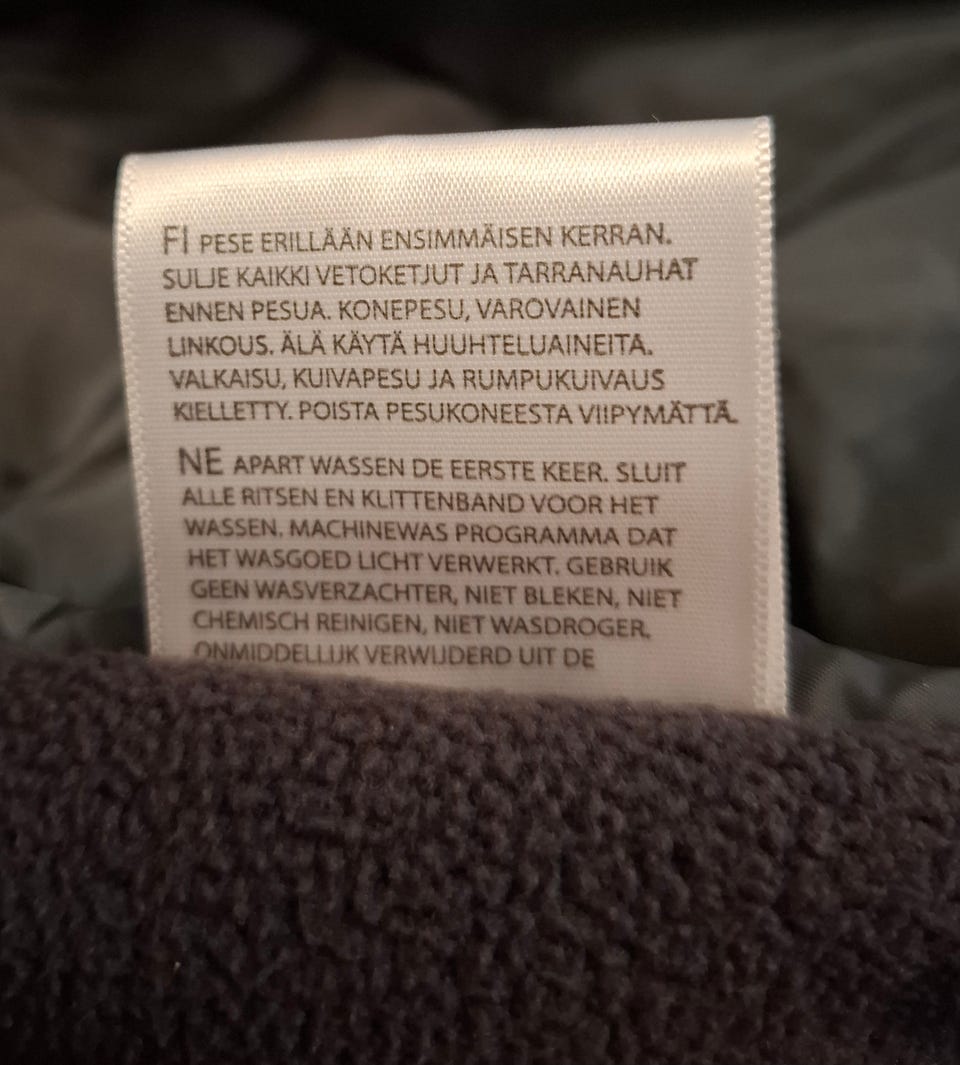 FI PESE ERILLÄÄN ENSIMMÄISEN KERRAN.
SULJE KAIKKI VETOKETJUT JA TARRANAUHAT
ENNEN PESUA. KONEPESU, VAROVAINEN
LINKOUS. ÄLÄ KÄYTÄ HUUHTELUAINEITA.
VALKAISU, KUIVAPESU JA RUMPUKUIVAUS
KIELLETTY. POISTA PESUKONEESTA VIIPYMÄTTÄ.
NE APART WASSEN DE EERSTE KEER. SLUIT
ALLE RITSEN EN KLITTENBAND VOOR HET
WASSEN. MACHINEWAS PROGRAMMA DAT
HET WASGOED LICHT VERWERKT. GEBRUIK
GEEN WASVERZACHTER, NIET BLEKEN, NIET
CHEMISCH REINIGEN, NIET WASDROGER,
ONMIDDELLIJK VERWIJDERD UIT DE